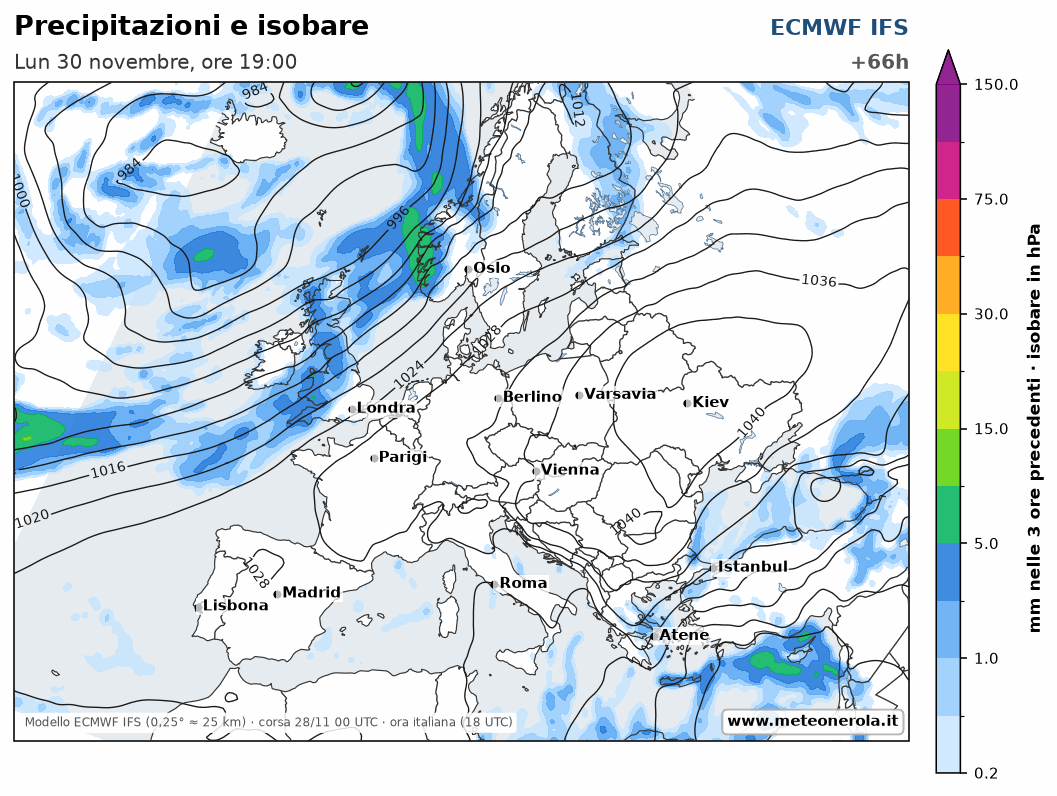 Precipitazioni e isobare
ECMWF IFS
Lun 30 novembre, ore 19:00
+66h
984
1012
150.0
984
1000
996
75.0
Oslo
1036
30.0
1028
1024
Berlino
Varsavia
Londra
Kiev
1040
15.0
Parigi
1016
Vienna
1020
1040
5.0
1028
Istanbul
Roma
Madrid
Lisbona
Atene
1.0
Modello ECMWF IFS (0,25° ≈ 25 km) · corsa 28/11 00 UTC · ora italiana (18 UTC)
www.meteonerola.it
0.2
mm nelle 3 ore precedenti · isobare in hPa